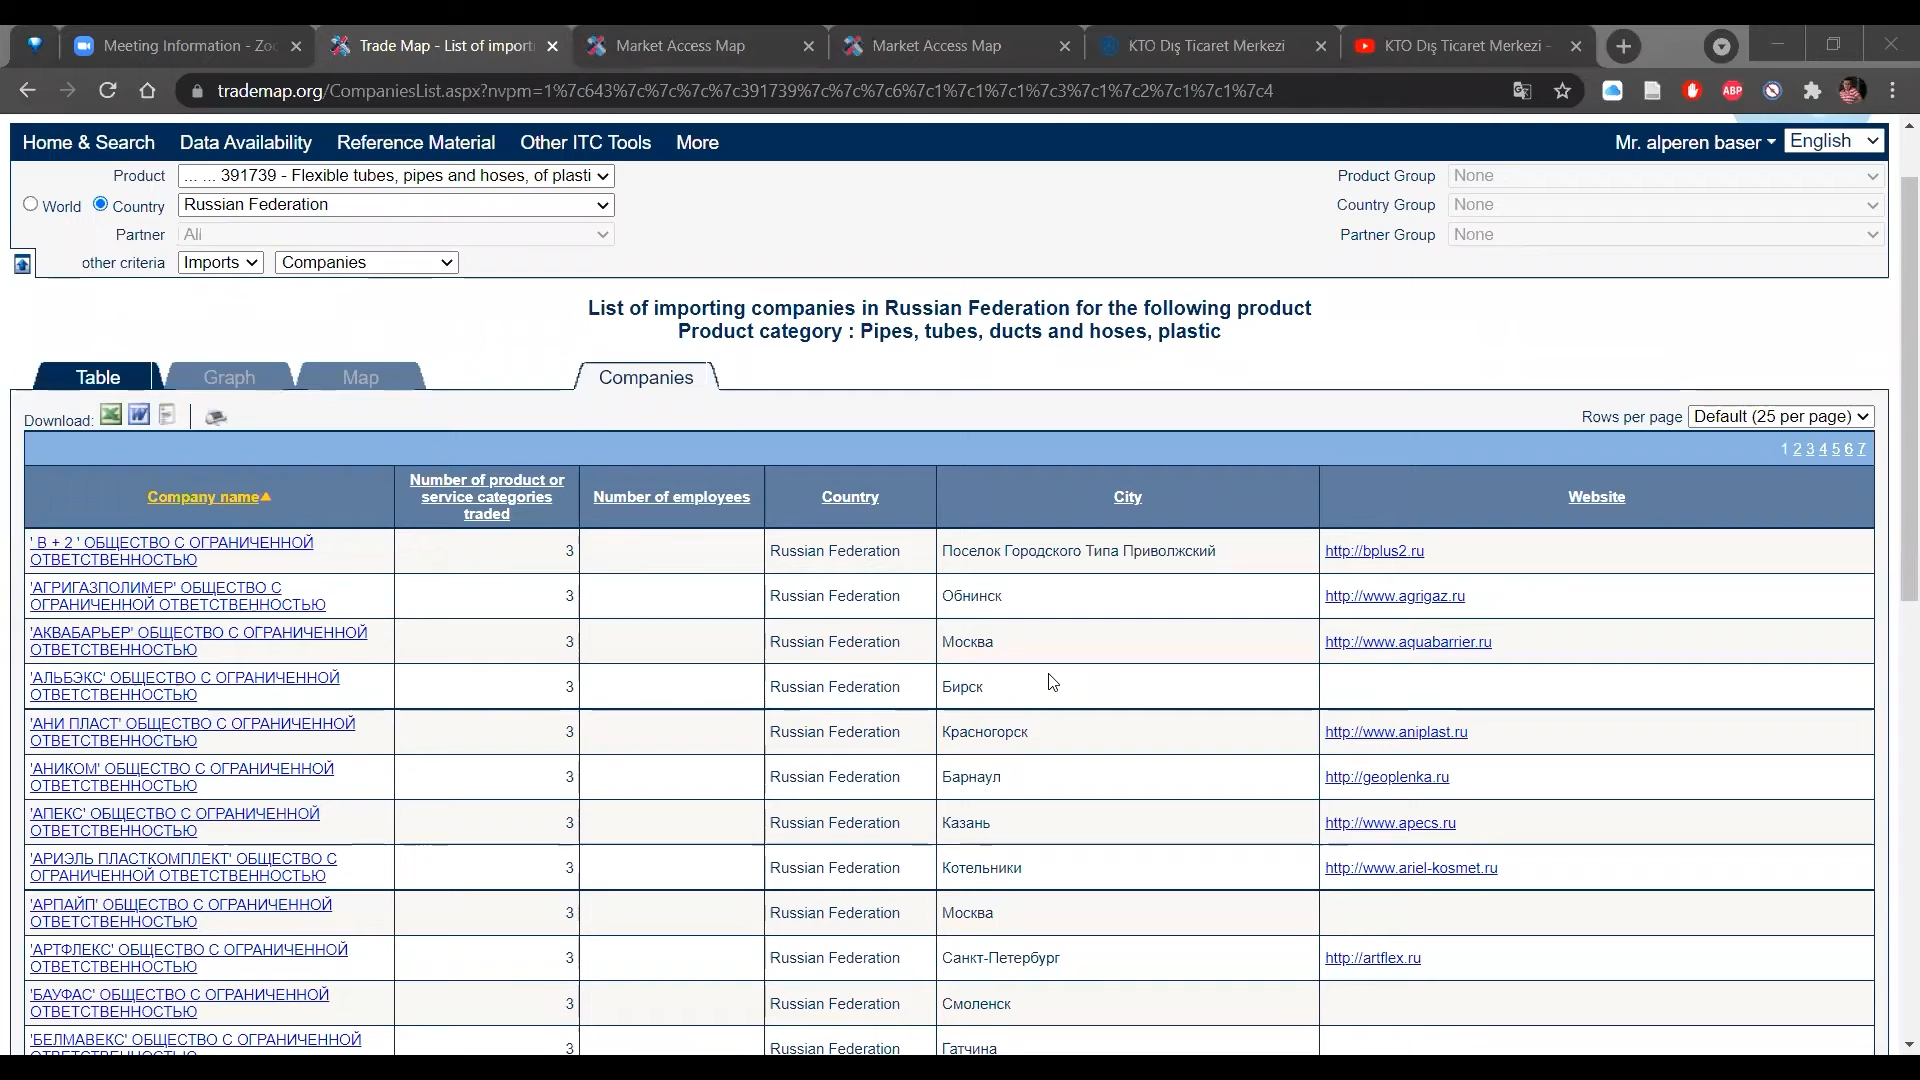 Meeting Information - Zoo
Trade Map - List of import
Market Access Map
Market Access Map
KTO Dış Ticaret Merkezi
KTO Dış Ticaret Merkezi -
trademap.org/CompaniesList.aspx?nvpm=1%7c643%7c%7c%7c%7c391739%7c%7c%7c6%7c1%7c1%7c1%7c3%7c1%7c2%7c1%7c1%7c4
ABP
Home & Search Data Availability Reference Material Other ITC Tools More
Mr. alperen baser English
Product ... ... 391739 - Flexible tubes, pipes and hoses, of plasti
Product Group None
World Country Russian Federation
Country Group None
Partner All
Partner Group None
other criteria Imports Companies
List of importing companies in Russian Federation for the following product
Product category : Pipes, tubes, ducts and hoses, plastic
Table Graph Map Companies
Download:
Rows per page Default (25 per page)
1 2 3 4 5 6 7
Company name
Number of product or
service categories
traded
Number of employees
Country
City
Website
' В + 2 ' ОБЩЕСТВО С ОГРАНИЧЕННОЙ
ОТВЕТСТВЕННОСТЬЮ
3 Russian Federation Поселок Городского Типа Приволжский http://bplus2.ru
'АГРИГАЗПОЛИМЕР' ОБЩЕСТВО С
ОГРАНИЧЕННОЙ ОТВЕТСТВЕННОСТЬЮ
3 Russian Federation Обнинск http://www.agrigaz.ru
'АКВАБАРЬЕР' ОБЩЕСТВО С ОГРАНИЧЕННОЙ
ОТВЕТСТВЕННОСТЬЮ
3 Russian Federation Москва http://www.aquabarrier.ru
'АЛЬБЭКС' ОБЩЕСТВО С ОГРАНИЧЕННОЙ
ОТВЕТСТВЕННОСТЬЮ
3 Russian Federation Бирск
'АНИ ПЛАСТ' ОБЩЕСТВО С ОГРАНИЧЕННОЙ
ОТВЕТСТВЕННОСТЬЮ
3 Russian Federation Красногорск http://www.aniplast.ru
'АНИКОМ' ОБЩЕСТВО С ОГРАНИЧЕННОЙ
ОТВЕТСТВЕННОСТЬЮ
3 Russian Federation Барнаул http://geoplenka.ru
'АПЕКС' ОБЩЕСТВО С ОГРАНИЧЕННОЙ
ОТВЕТСТВЕННОСТЬЮ
3 Russian Federation Казань http://www.apecs.ru
'АРИЭЛЬ ПЛАСТКОМПЛЕКТ' ОБЩЕСТВО С
ОГРАНИЧЕННОЙ ОТВЕТСТВЕННОСТЬЮ
3 Russian Federation Котельники http://www.ariel-kosmet.ru
'АРПАЙП' ОБЩЕСТВО С ОГРАНИЧЕННОЙ
ОТВЕТСТВЕННОСТЬЮ
3 Russian Federation Москва
'АРТФЛЕКС' ОБЩЕСТВО С ОГРАНИЧЕННОЙ
ОТВЕТСТВЕННОСТЬЮ
3 Russian Federation Санкт-Петербург http://artflex.ru
'БАУФАС' ОБЩЕСТВО С ОГРАНИЧЕННОЙ
ОТВЕТСТВЕННОСТЬЮ
3 Russian Federation Смоленск
'БЕЛМАВЕКС' ОБЩЕСТВО С ОГРАНИЧЕННОЙ
ОТВЕТСТВЕННОСТЬЮ
3 Russian Federation Гатчина